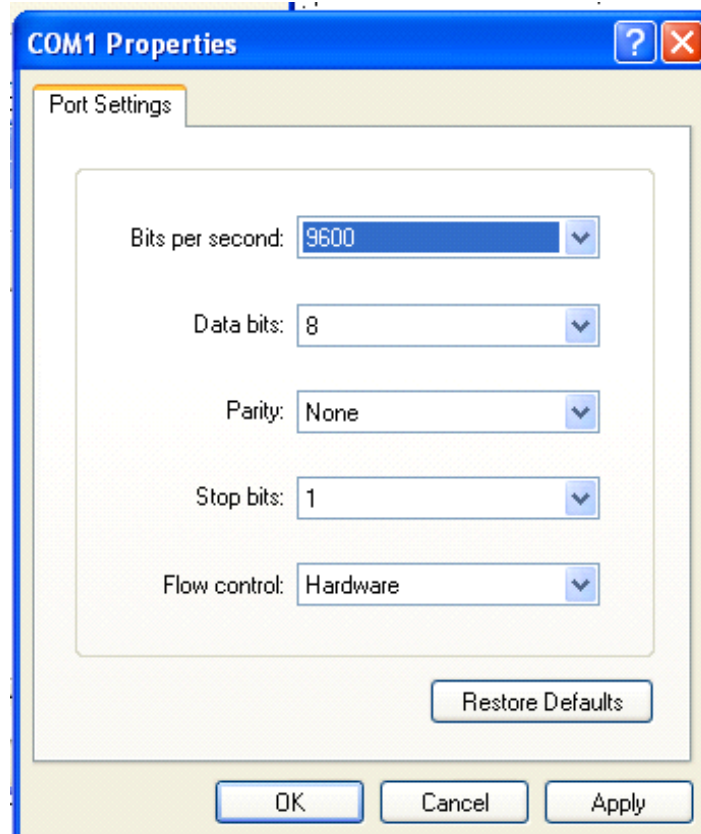 COM1 Properties
Port Settings
Bits per second: 9600
Data bits: 8
Parity: None
Stop bits: 1
Flow control: Hardware
Restore Defaults
OK Cancel Apply